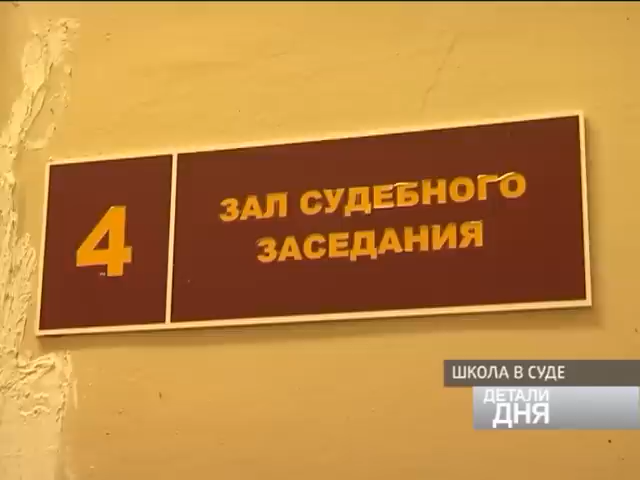 4
ЗАЛ СУДЕБНОГО
ЗАСЕДАНИЯ
ШКОЛА В СУДЕ
ДЕТАЛИ
ДНЯ